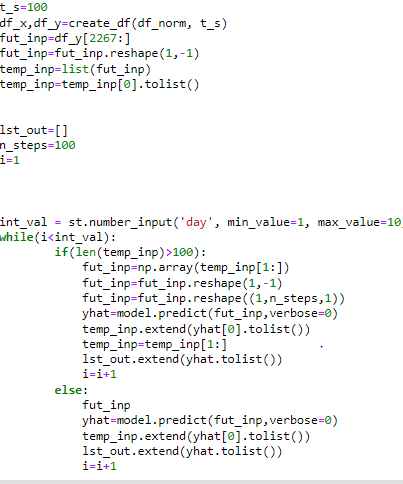 t_s=100
df_x,df_y=create_df(df_norm, t_s)
fut_inp=df_y[2267:]
fut_inp=fut_inp.reshape(1,-1)
temp_inp=list(fut_inp)
temp_inp=temp_inp[0].tolist()
lst_out=[]
n_steps=100
i=1
int_val = st.number_input('day', min_value=1, max_value=10,
while(i<int_val):
if(len(temp_inp)>100):
fut_inp=np.array(temp_inp[1:])
fut_inp=fut_inp.reshape(1,-1)
fut_inp=fut_inp.reshape((1,n_steps,1))
yhat=model.predict(fut_inp,verbose=0)
temp_inp.extend(yhat[0].tolist())
temp_inp=temp_inp[1:]
lst_out.extend(yhat.tolist())
i=i+1
else:
fut_inp
yhat=model.predict(fut_inp,verbose=0)
temp_inp.extend(yhat[0].tolist())
lst_out.extend(yhat.tolist())
i=i+1